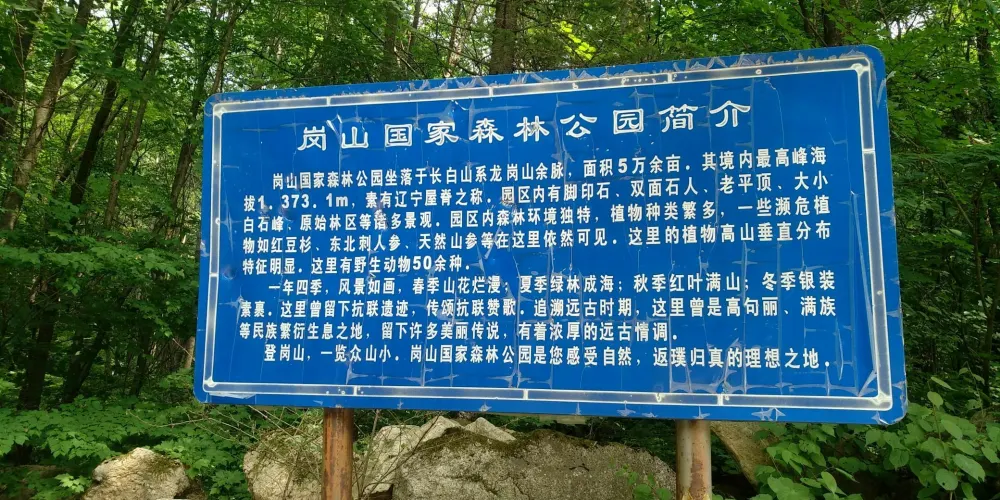 岗山国家森林公园简介
岗山国家森林公园坐落于长白山系龙岗山余脉，面积5万余亩。其境内最高峰海
拔1.373.1m，素有辽宁屋脊之称。园区内有脚印石、双面石人、老平顶、大小
白石峰、原始林区等诸多景观。园区内森林环境独特，植物种类繁多，一些濒危植
物如红豆杉、东北刺人参、天然山参等在这里依然可见。这里的植物高山垂直分布
特征明显。这里有野生动物50余种。
一年四季，风景如画，春季山花烂漫；夏季绿林成海；秋季红叶满山；冬季银装
素裹。这里曾留下抗联遗迹，传颂抗联赞歌。追溯远古时期，这里曾是高句丽、满族
等民族繁衍生息之地，留下许多美丽传说，有着浓厚的远古情调。
登岗山，一览众山小。岗山国家森林公园是您感受自然，返璞归真的理想之地。